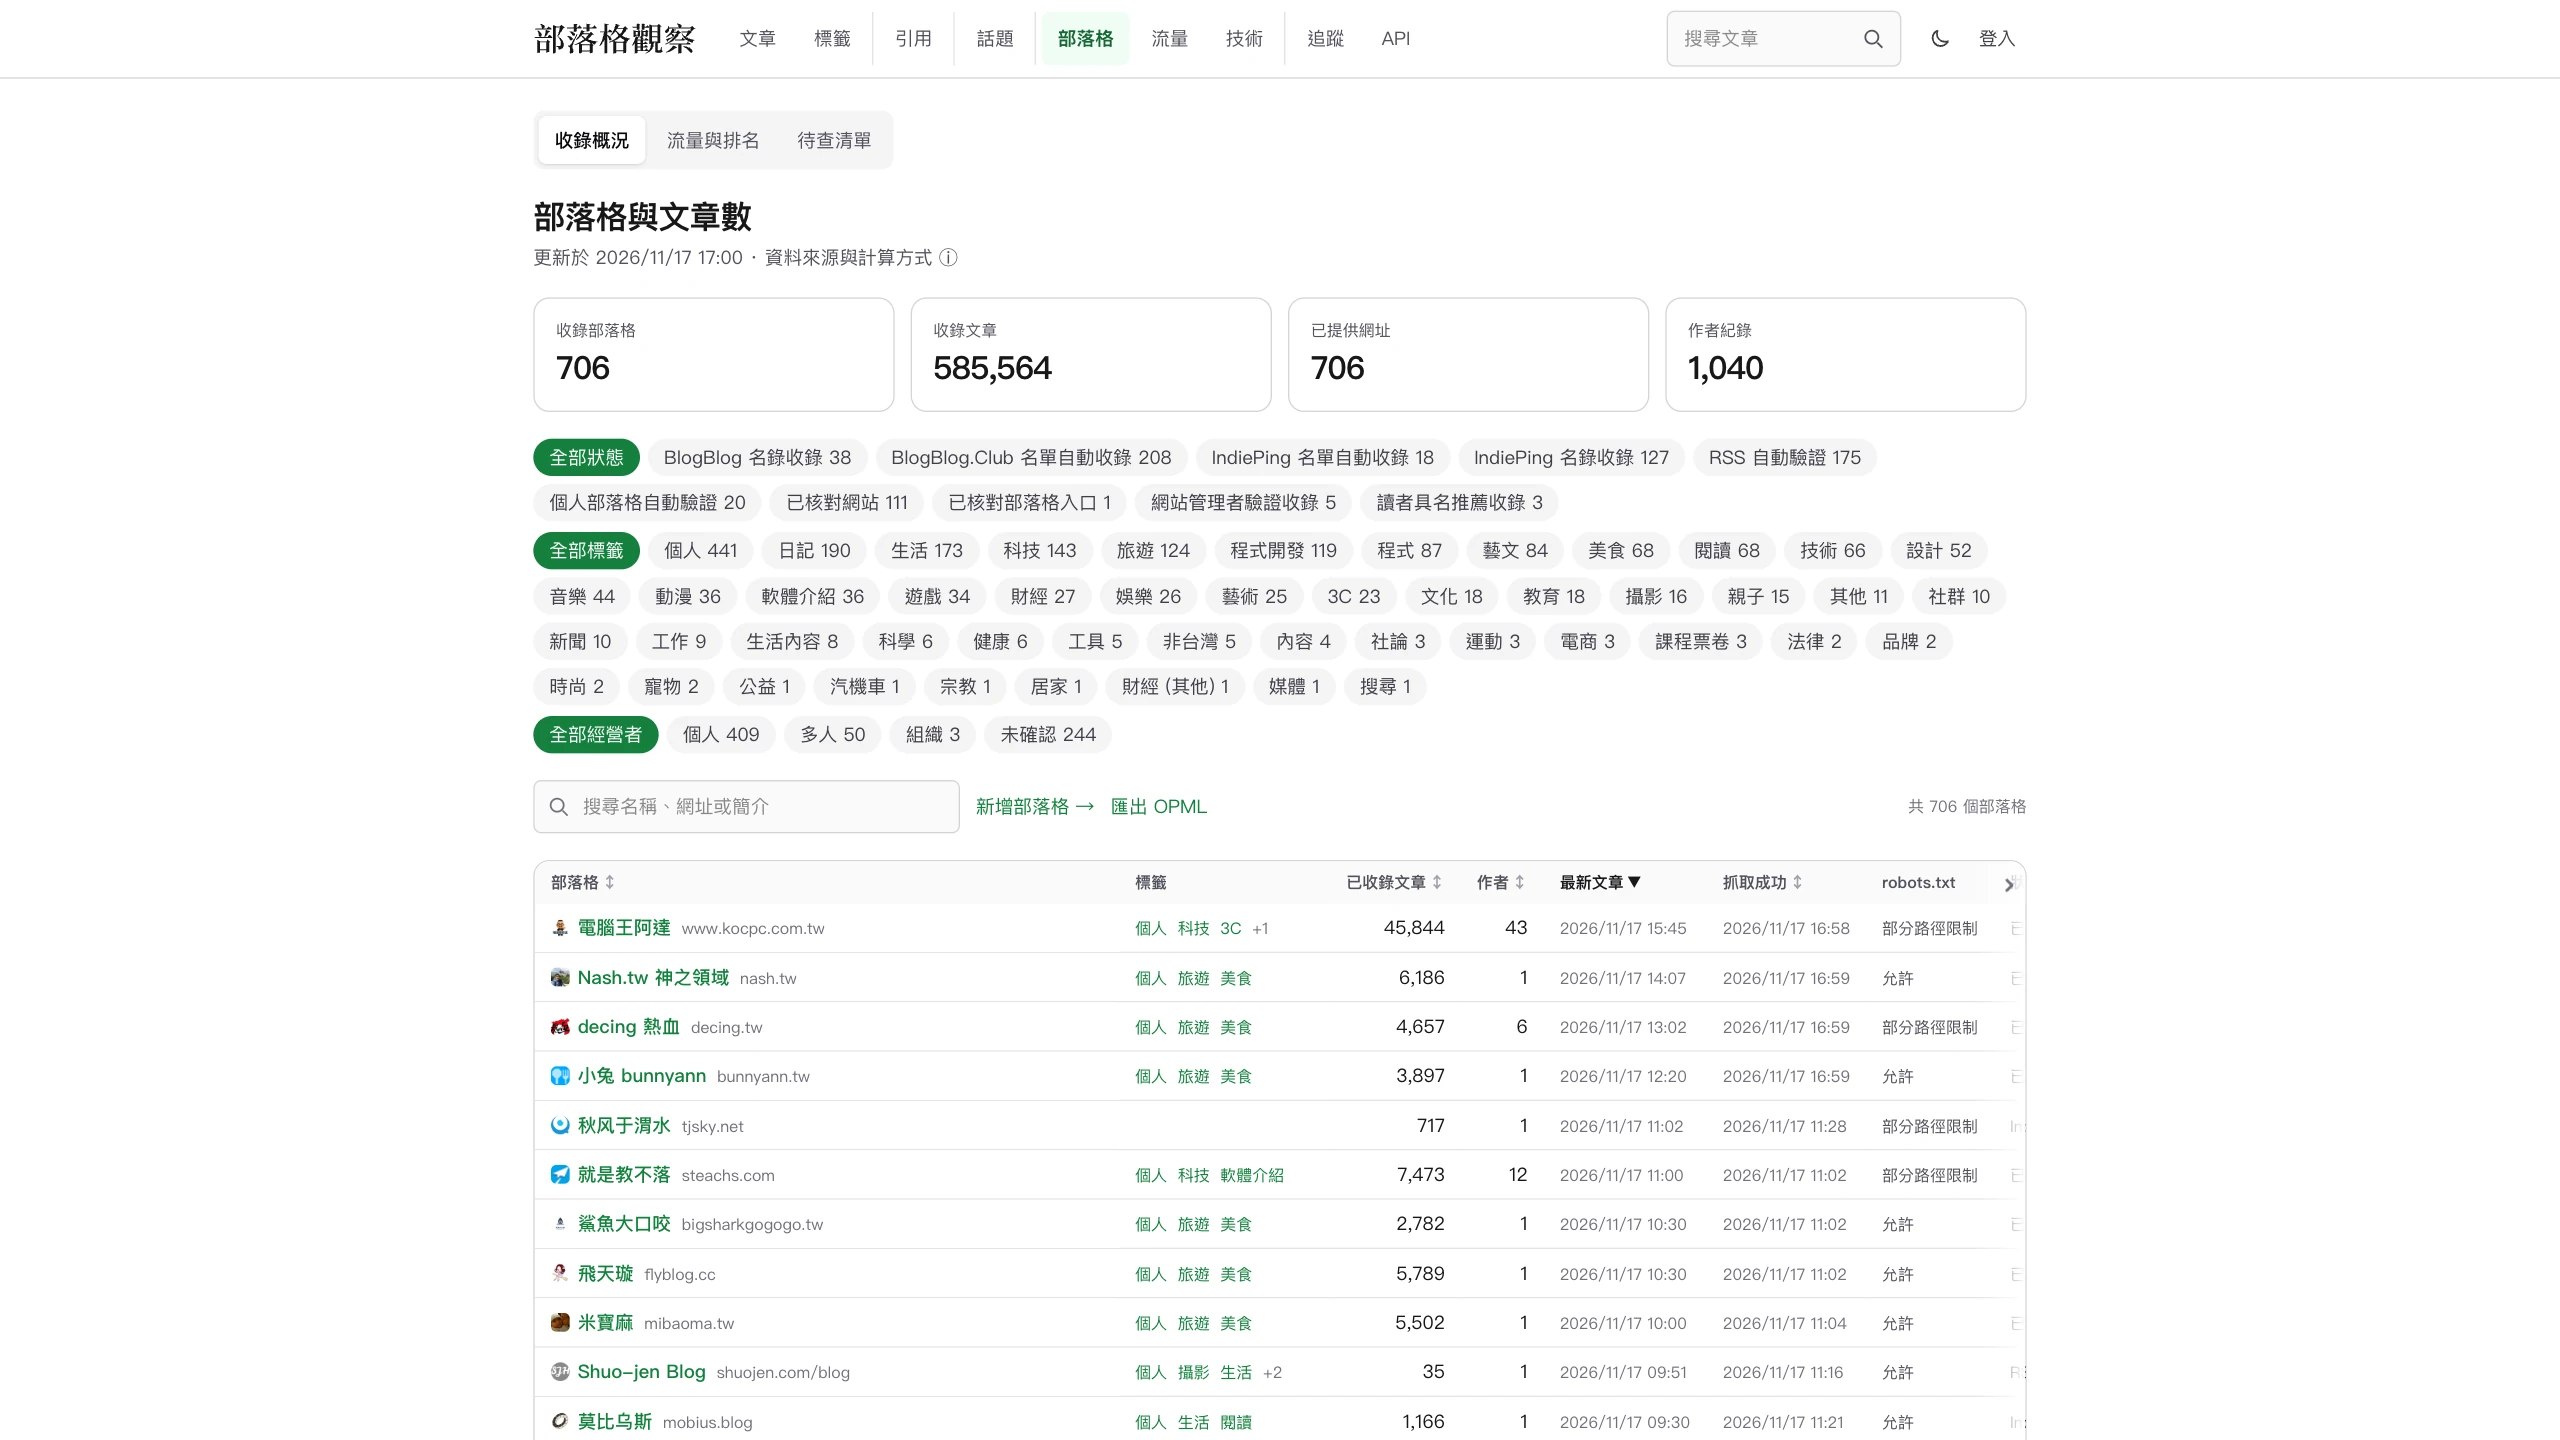 部落格觀察 文章 標籤 引用 話題 部落格 流量 技術 追蹤 API 搜尋文章 登入
收錄概況 流量與排名 待查清單
部落格與文章數
更新於 2026/11/17 17:00 · 資料來源與計算方式 ⓘ
收錄部落格 收錄文章 已提供網址 作者紀錄
706 585,564 706 1,040
全部狀態 BlogBlog 名錄收錄 38 BlogBlog.Club 名單自動收錄 208 IndiePing 名單自動收錄 18 IndiePing 名錄收錄 127 RSS 自動驗證 175
個人部落格自動驗證 20 已核對網站 111 已核對部落格入口 1 網站管理者驗證收錄 5 讀者具名推薦收錄 3
全部標籤 個人 441 日記 190 生活 173 科技 143 旅遊 124 程式開發 119 程式 87 藝文 84 美食 68 閱讀 68 技術 66 設計 52
音樂 44 動漫 36 軟體介紹 36 遊戲 34 財經 27 娛樂 26 藝術 25 3C 23 文化 18 教育 18 攝影 16 親子 15 其他 11 社群 10
新聞 10 工作 9 生活內容 8 科學 6 健康 6 工具 5 非台灣 5 內容 4 社論 3 運動 3 電商 3 課程票卷 3 法律 2 品牌 2
時尚 2 寵物 2 公益 1 汽機車 1 宗教 1 居家 1 財經 (其他) 1 媒體 1 搜尋 1
全部經營者 個人 409 多人 50 組織 3 未確認 244
搜尋名稱、網址或簡介 新增部落格 → 匯出 OPML 共 706 個部落格
部落格 標籤 已收錄文章 作者 最新文章 ▼ 抓取成功 robots.txt
電腦王阿達 www.kocpc.com.tw 個人 科技 3C +1 45,844 43 2026/11/17 15:45 2026/11/17 16:58 部分路徑限制
Nash.tw 神之領域 nash.tw 個人 旅遊 美食 6,186 1 2026/11/17 14:07 2026/11/17 16:59 允許
decing 熱血 decing.tw 個人 旅遊 美食 4,657 6 2026/11/17 13:02 2026/11/17 16:59 部分路徑限制
小兔 bunnyann bunnyann.tw 個人 旅遊 美食 3,897 1 2026/11/17 12:20 2026/11/17 16:59 允許
秋风于渭水 tjsky.net 717 1 2026/11/17 11:02 2026/11/17 11:28 部分路徑限制
就是教不落 steachs.com 個人 科技 軟體介紹 7,473 12 2026/11/17 11:00 2026/11/17 11:02 部分路徑限制
鯊魚大口咬 bigsharkgogogo.tw 個人 旅遊 美食 2,782 1 2026/11/17 10:30 2026/11/17 11:02 允許
飛天璇 flyblog.cc 個人 旅遊 美食 5,789 1 2026/11/17 10:30 2026/11/17 11:02 允許
米寶麻 mibaoma.tw 個人 旅遊 美食 5,502 1 2026/11/17 10:00 2026/11/17 11:04 允許
Shuo-jen Blog shuojen.com/blog 個人 攝影 生活 +2 35 1 2026/11/17 09:51 2026/11/17 11:16 允許
莫比乌斯 mobius.blog 個人 生活 閱讀 1,166 1 2026/11/17 09:30 2026/11/17 11:21 允許